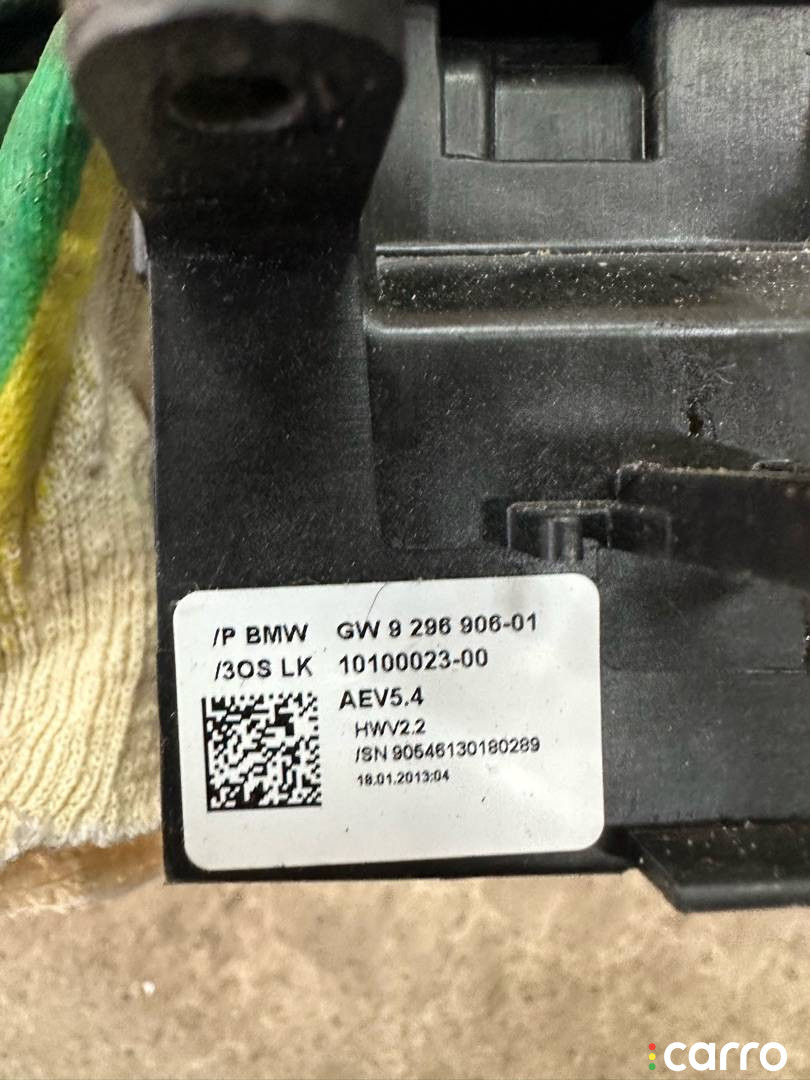 /P BMW GW 9 296 906-01
/3OS LK 10100023-00
AEV5.4
HWV2.2
/SN 90546130180289
18.01.2013:04
carro